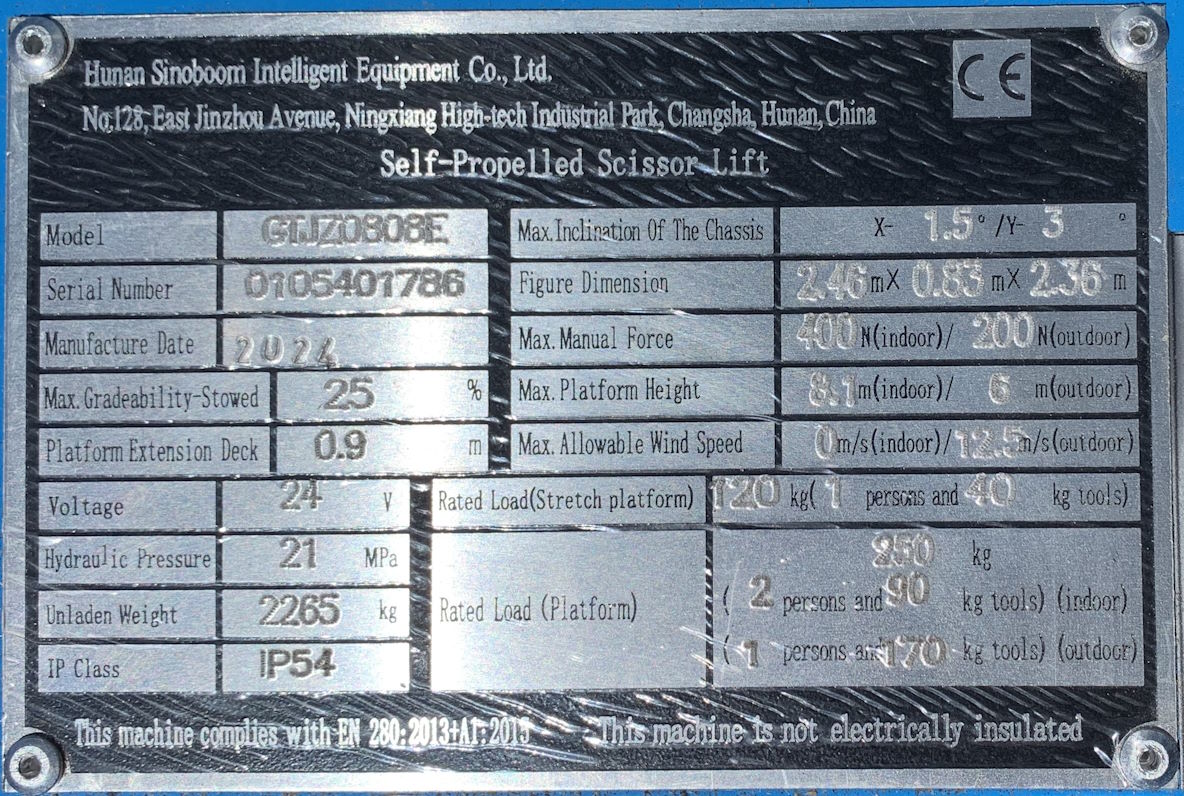 Hunan Sinoboom Intelligent Equipment Co., Ltd.
CE
No.128, East Jinzhou Avenue, Ningxiang High-tech Industrial Park, Changsha, Hunan, China
Self-Propelled Scissor Lift
Model GTJZ0808E
Serial Number 0105401786
Manufacture Date 2024
Max. Gradeability-Stowed 25 %
Platform Extension Deck 0.9 m
Max. Inclination Of The Chassis X- 1.5° /Y- 3 °
Figure Dimension 2.46 mX 0.83 mX 2.36 m
Max. Manual Force 400 N(indoor)/ 200 N(outdoor)
Max. Platform Height 8.1 m(indoor)/ 6 m(outdoor)
Max. Allowable Wind Speed 0 m/s(indoor)/ 12.5 m/s(outdoor)
Voltage 24 V
Hydraulic Pressure 21 MPa
Unladen Weight 2265 kg
IP Class IP54
Rated Load(Stretch platform) 120 kg( 1 persons and 40 kg tools)
Rated Load (Platform)
250 kg
( 2 persons and 90 kg tools) (indoor)
( 1 persons and 170 kg tools) (outdoor)
This machine complies with EN 280:2013+A1:2015
This machine is not electrically insulated